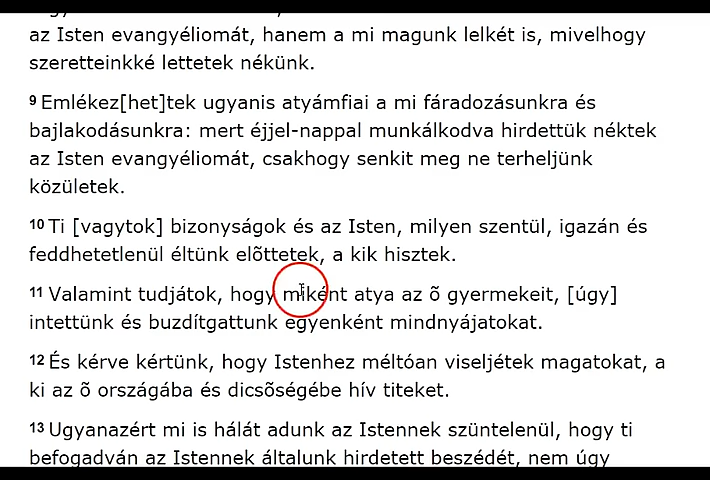 az Isten evangyéliomát, hanem a mi magunk lelkét is, mivelhogy
szeretteinkké lettetek nékünk.
9 Emlékez[het]tek ugyanis atyámfiai a mi fáradozásunkra és
bajlakodásunkra: mert éjjel-nappal munkálkodva hirdettük néktek
az Isten evangyéliomát, csakhogy senkit meg ne terheljünk
közületek.
10 Ti [vagytok] bizonyságok és az Isten, milyen szentül, igazán és
feddhetetlenül éltünk elõttetek, a kik hisztek.
11 Valamint tudjátok, hogy miként atya az õ gyermekeit, [úgy]
intettünk és buzdítgattunk egyenként mindnyájatokat.
12 És kérve kértünk, hogy Istenhez méltóan viseljétek magatokat, a
ki az õ országába és dicsõségébe hív titeket.
13 Ugyanazért mi is hálát adunk az Istennek szüntelenül, hogy ti
befogadván az Istennek általunk hirdetett beszédét, nem úgy